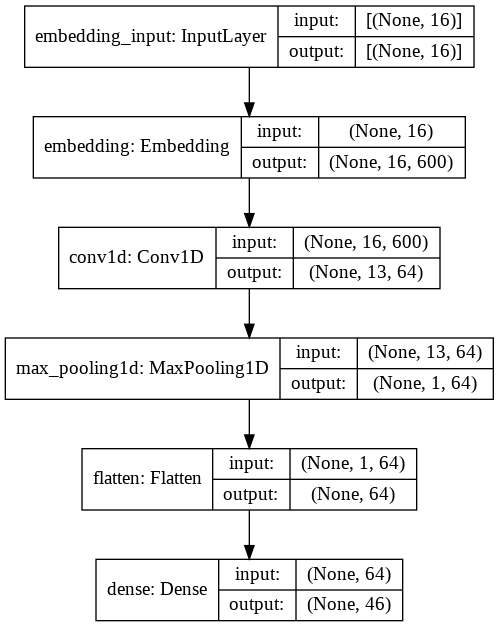 embedding_input: InputLayer
input: [(None, 16)]
output: [(None, 16)]
embedding: Embedding
input: (None, 16)
output: (None, 16, 600)
conv1d: Conv1D
input: (None, 16, 600)
output: (None, 13, 64)
max_pooling1d: MaxPooling1D
input: (None, 13, 64)
output: (None, 1, 64)
flatten: Flatten
input: (None, 1, 64)
output: (None, 64)
dense: Dense
input: (None, 64)
output: (None, 46)